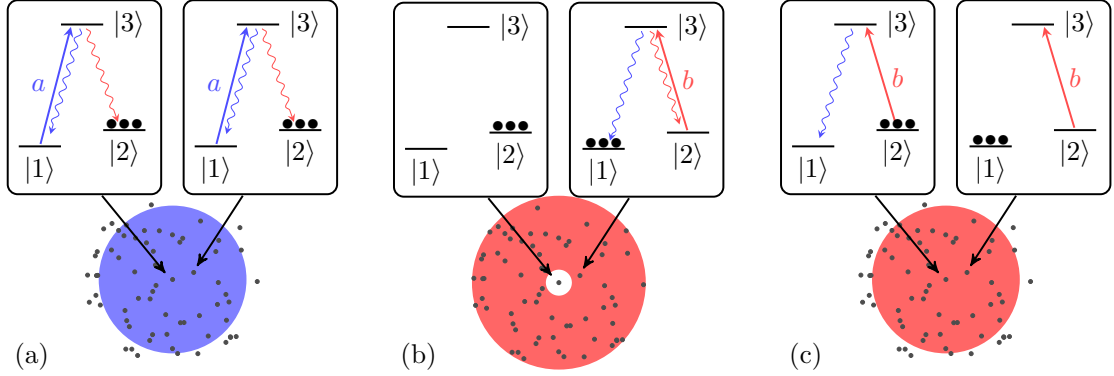 |3⟩ |3⟩ |3⟩ |3⟩ |3⟩ |3⟩
a a b b b
|1⟩ |2⟩ |1⟩ |2⟩ |1⟩ |2⟩ |1⟩ |2⟩ |1⟩ |2⟩ |1⟩ |2⟩
(a) (b) (c)